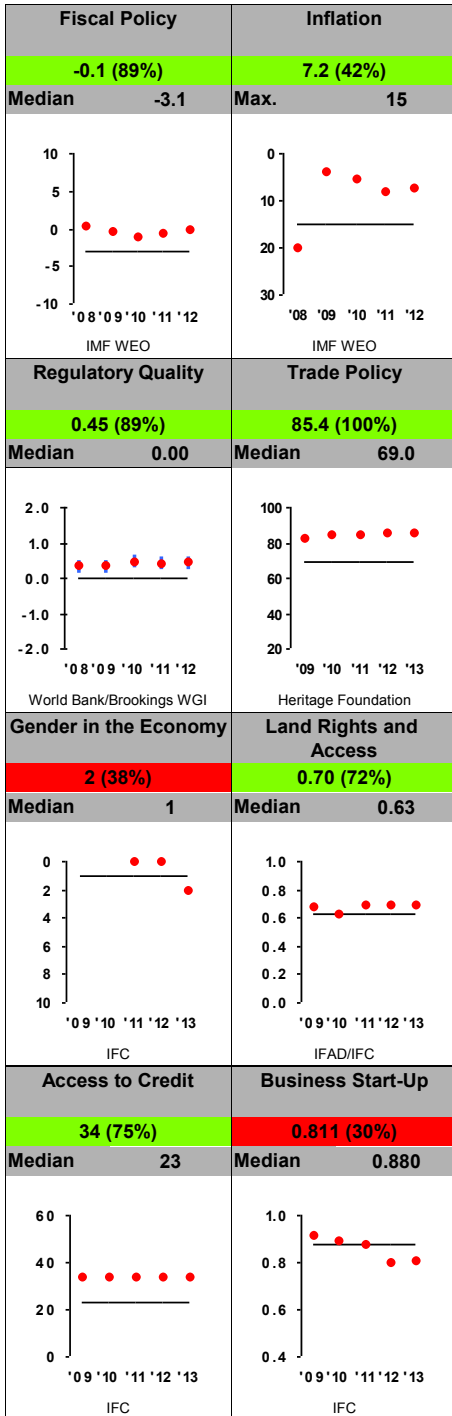 Fiscal Policy
-0.1 (89%)
Median -3.1
10
5
0
-5
-10
'08 '09 '10 '11 '12
IMF WEO
Inflation
7.2 (42%)
Max. 15
0
10
20
30
'08 '09 '10 '11 '12
IMF WEO
Regulatory Quality
0.45 (89%)
Median 0.00
2.0
1.0
0.0
-1.0
-2.0
'08 '09 '10 '11 '12
World Bank/Brookings WGI
Trade Policy
85.4 (100%)
Median 69.0
100
80
60
40
20
'09 '10 '11 '12 '13
Heritage Foundation
Gender in the Economy
2 (38%)
Median 1
0
2
4
6
8
10
'09 '10 '11 '12 '13
IFC
Land Rights and
Access
0.70 (72%)
Median 0.63
1.0
0.8
0.6
0.4
0.2
0.0
'09 '10 '11 '12 '13
IFAD/IFC
Access to Credit
34 (75%)
Median 23
60
40
20
0
'09 '10 '11 '12 '13
IFC
Business Start-Up
0.811 (30%)
Median 0.880
1.0
0.8
0.6
0.4
'09 '10 '11 '12 '13
IFC